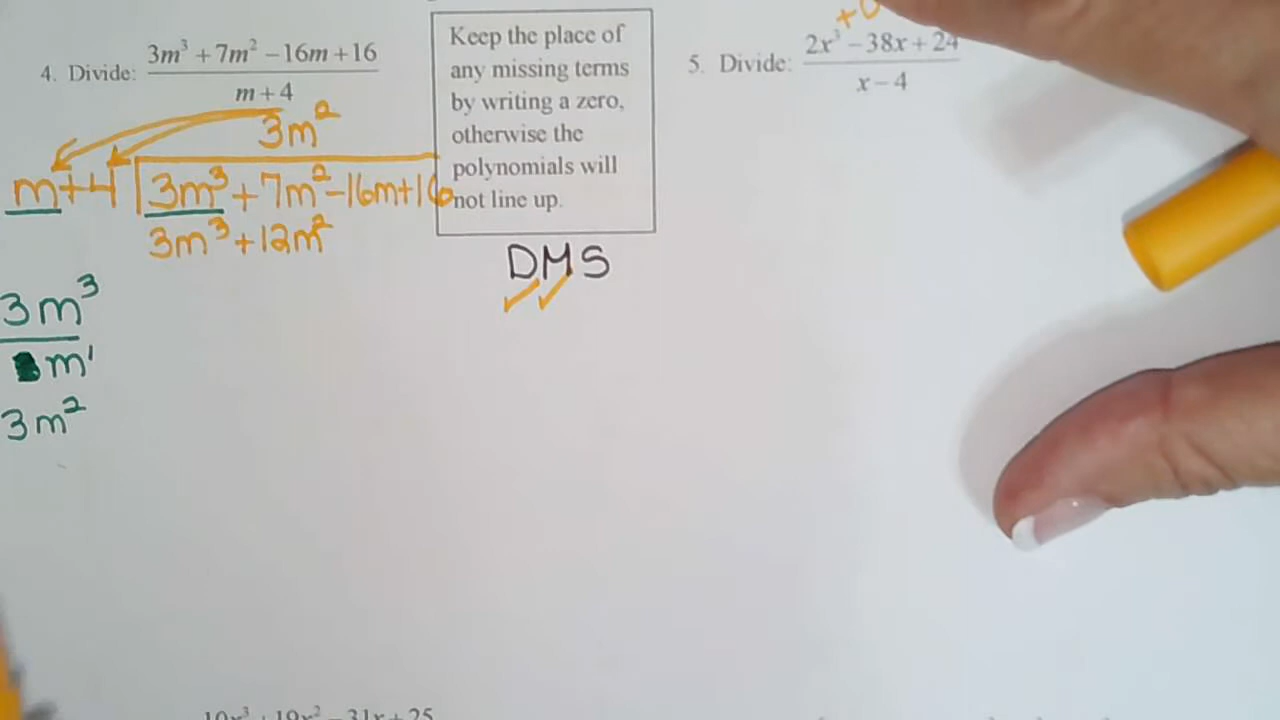 4. Divide: 3m³ + 7m² − 16m + 16
m + 4
3m²
m+4 3m³+7m²-16m+16
3m³+12m²
3m³
m¹
3m²
Keep the place of
any missing terms
by writing a zero,
otherwise the
polynomials will
not line up.
DMS
✓✓
+0
5. Divide: 2x³ − 38x + 24
x − 4